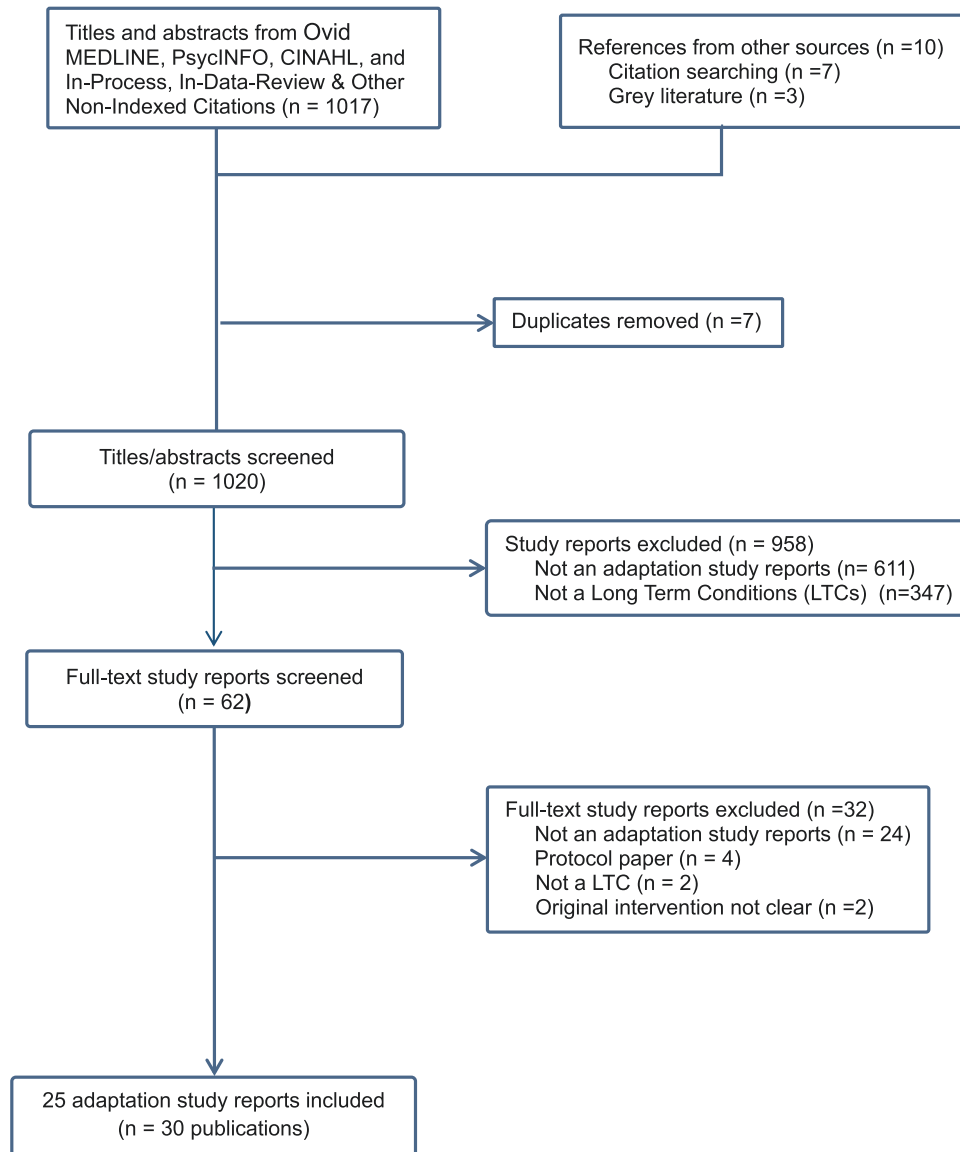 Titles and abstracts from Ovid
MEDLINE, PsycINFO, CINAHL, and
In-Process, In-Data-Review & Other
Non-Indexed Citations (n = 1017)
References from other sources (n =10)
Citation searching (n =7)
Grey literature (n =3)
Duplicates removed (n =7)
Titles/abstracts screened
(n = 1020)
Study reports excluded (n = 958)
Not an adaptation study reports (n= 611)
Not a Long Term Conditions (LTCs) (n=347)
Full-text study reports screened
(n = 62)
Full-text study reports excluded (n =32)
Not an adaptation study reports (n = 24)
Protocol paper (n = 4)
Not a LTC (n = 2)
Original intervention not clear (n =2)
25 adaptation study reports included
(n = 30 publications)